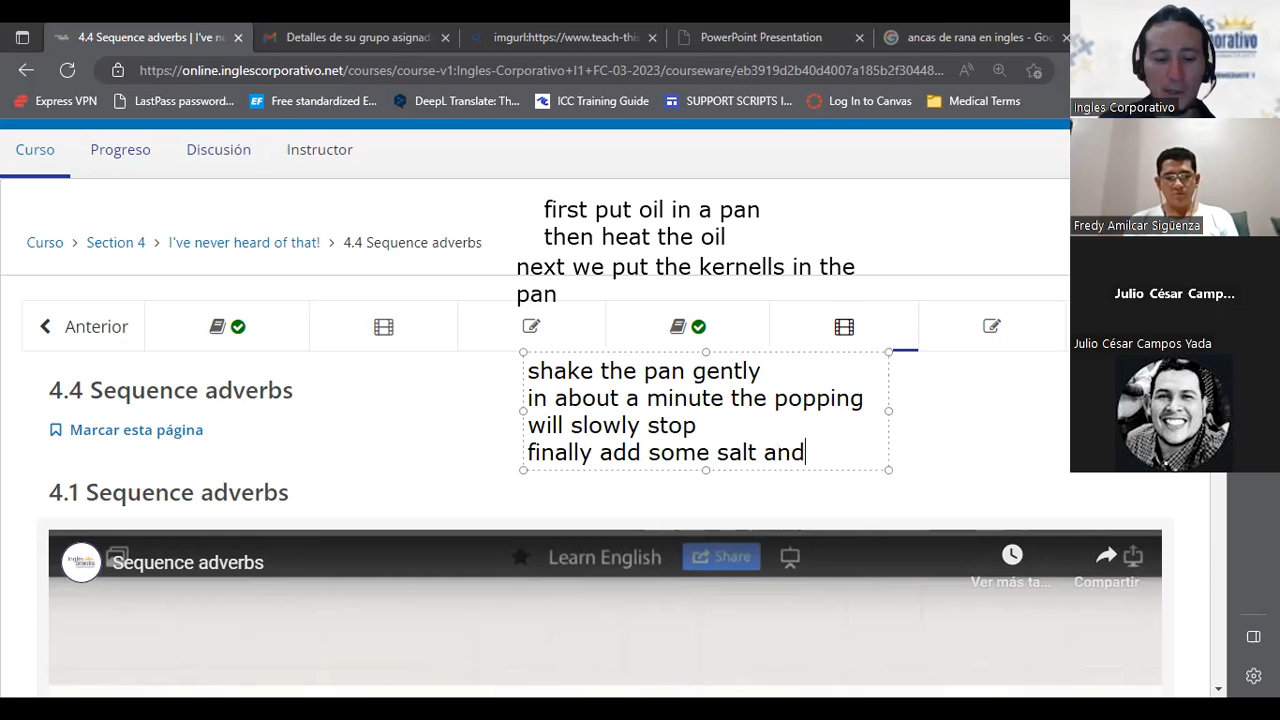 4.4 Sequence adverbs | I've ne
Detalles de su grupo asignad
imgurl:https://www.teach-this
PowerPoint Presentation
ancas de rana en ingles - Goo
https://online.inglescorporativo.net/courses/course-v1:Ingles-Corporativo+I1+FC-03-2023/courseware/eb3919d2b40d4007a185b2f30448...
Express VPN
LastPass password...
EF Free standardized E...
DeepL Translate: Th...
ICC Training Guide
SUPPORT SCRIPTS I...
Log In to Canvas
Medical Terms
Ingles Corporativo
Curso
Progreso
Discusión
Instructor
first put oil in a pan
then heat the oil
next we put the kernells in the
pan
Fredy Amilcar Sigüenza
Curso > Section 4 > I've never heard of that! > 4.4 Sequence adverbs
Julio César Camp...
Anterior
Julio César Campos Yada
shake the pan gently
in about a minute the popping
will slowly stop
finally add some salt and
4.4 Sequence adverbs
Marcar esta página
4.1 Sequence adverbs
Sequence adverbs
Learn English
Share
Ver más ta...
Compartir